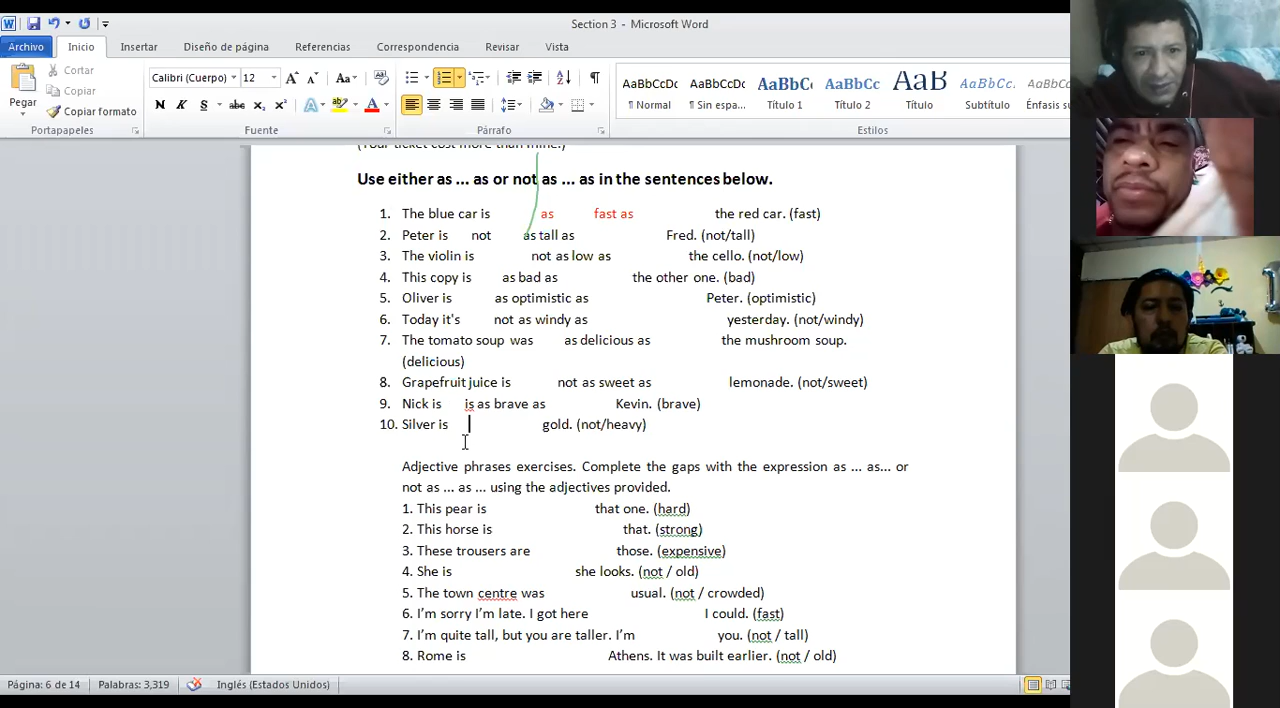 Section 3 - Microsoft Word
Archivo Inicio Insertar Diseño de página Referencias Correspondencia Revisar Vista
Pegar
Cortar
Copiar
Copiar formato
Portapapeles
Calibri (Cuerpo) 12
Fuente
Párrafo
AaBbCcDc AaBbCcDc AaBbC AaBbCc AaB AaBbCc. AaBbCcD
¶ Normal ¶ Sin espa... Título 1 Título 2 Título Subtítulo Énfasis su
Estilos
(Your ticket cost more than mine.)
Use either as ... as or not as ... as in the sentences below.
1. The blue car is as fast as the red car. (fast)
2. Peter is not as tall as Fred. (not/tall)
3. The violin is not as low as the cello. (not/low)
4. This copy is as bad as the other one. (bad)
5. Oliver is as optimistic as Peter. (optimistic)
6. Today it's not as windy as yesterday. (not/windy)
7. The tomato soup was as delicious as the mushroom soup.
(delicious)
8. Grapefruit juice is not as sweet as lemonade. (not/sweet)
9. Nick is is as brave as Kevin. (brave)
10. Silver is gold. (not/heavy)
Adjective phrases exercises. Complete the gaps with the expression as ... as... or
not as ... as ... using the adjectives provided.
1. This pear is that one. (hard)
2. This horse is that. (strong)
3. These trousers are those. (expensive)
4. She is she looks. (not / old)
5. The town centre was usual. (not / crowded)
6. I'm sorry I'm late. I got here I could. (fast)
7. I'm quite tall, but you are taller. I'm you. (not / tall)
8. Rome is Athens. It was built earlier. (not / old)
Página: 6 de 14 Palabras: 3,319 Inglés (Estados Unidos)